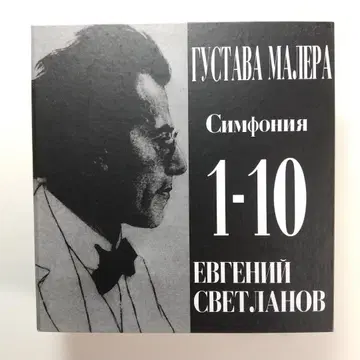 ГУСТАВА МАЛЕРА
Симфония
1-10
ЕВГЕНИЙ
СВЕТЛАНОВ